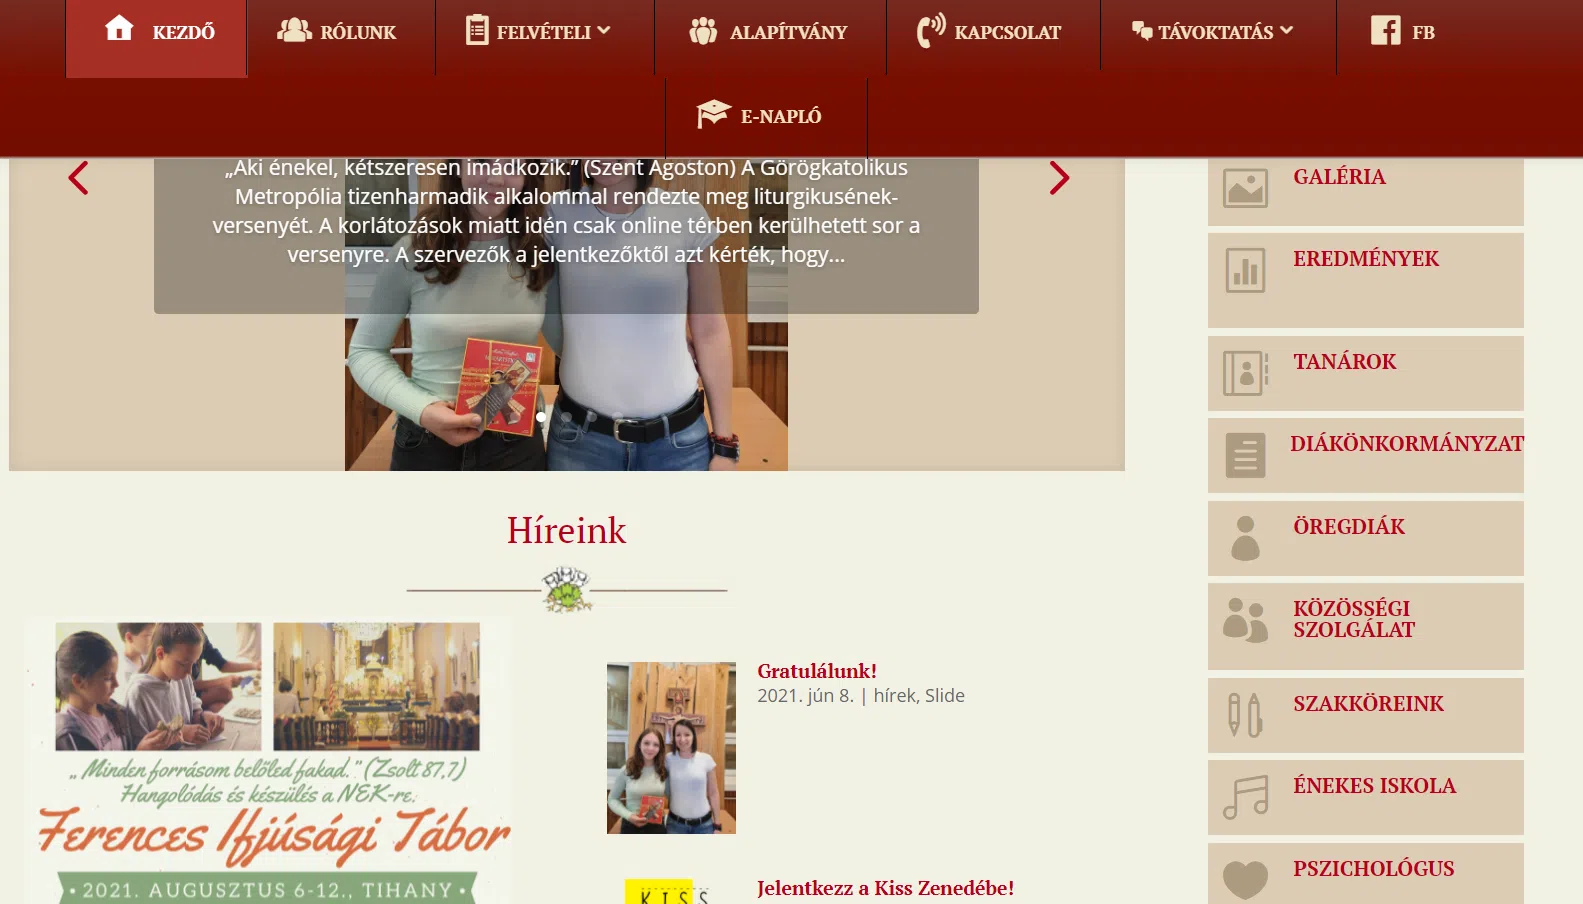 KEZDŐ
RÓLUNK
FELVÉTELI
ALAPÍTVÁNY
KAPCSOLAT
TÁVOKTATÁS
FB
E-NAPLÓ
„Aki énekel, kétszeresen imádkozik.” (Szent Ágoston) A Görögkatolikus
Metropólia tizenharmadik alkalommal rendezte meg liturgikusének-
versenyét. A korlátozások miatt idén csak online térben kerülhetett sor a
versenyre. A szervezők a jelentkezőktől azt kérték, hogy...
Híreink
„Minden forrásom belőled fakad.” (Zsolt 87,7)
Hangolódás és készülés a NEK-re:
Ferences Ifjúsági Tábor
• 2021. AUGUSZTUS 6-12., TIHANY •
Gratulálunk!
2021. jún 8. | hírek, Slide
KISS
Jelentkezz a Kiss Zenedébe!
GALÉRIA
EREDMÉNYEK
TANÁROK
DIÁKÖNKORMÁNYZAT
ÖREGDIÁK
KÖZÖSSÉGI
SZOLGÁLAT
SZAKKÖREINK
ÉNEKES ISKOLA
PSZICHOLÓGUS